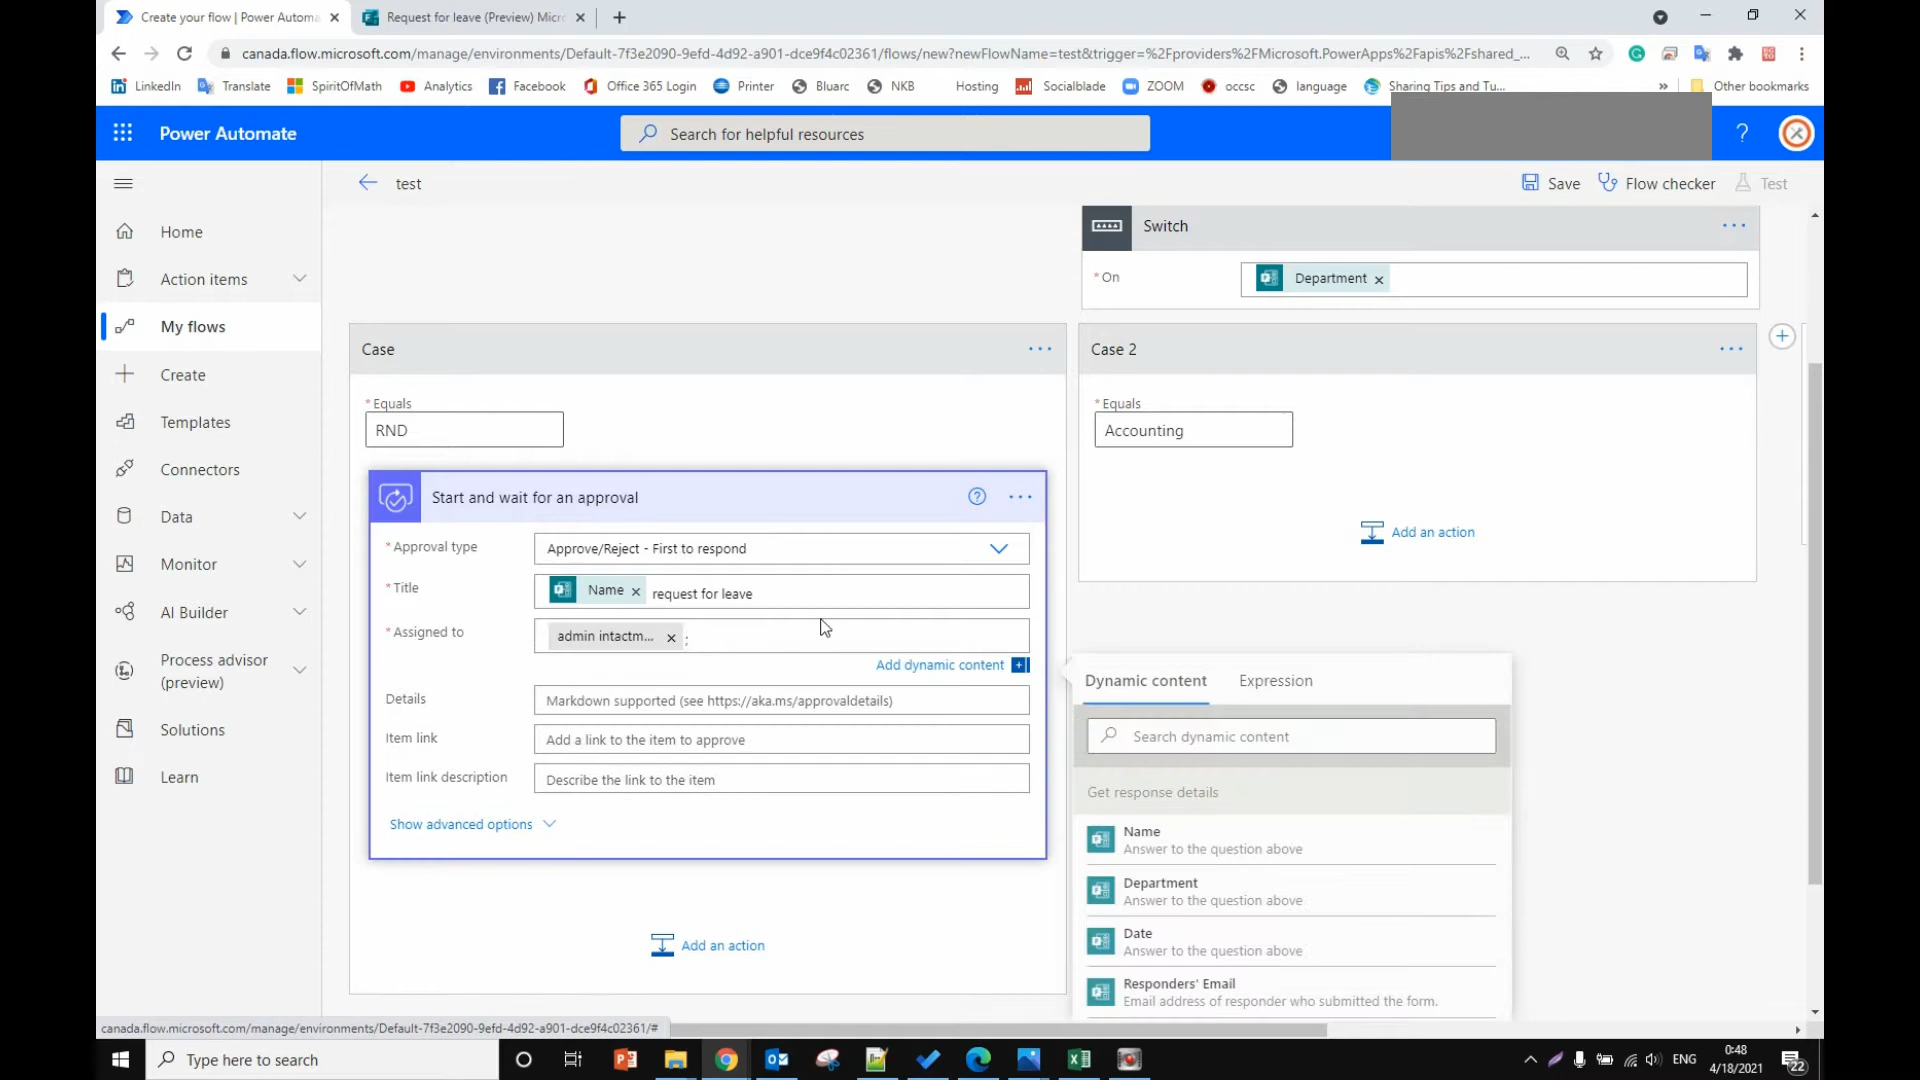 Create your flow | Power Automa
Request for leave (Preview) Micr
canada.flow.microsoft.com/manage/environments/Default-7f3e2090-9efd-4d92-a901-dce9f4c02361/flows/new?newFlowName=test&trigger=%2Fproviders%2FMicrosoft.PowerApps%2Fapis%2Fshared_...
LinkedIn Translate SpiritOfMath Analytics Facebook Office 365 Login Printer Bluarc NKB Hosting Socialblade ZOOM occsc language Sharing Tips and Tu... » Other bookmarks
Power Automate
Search for helpful resources
?
test
Save Flow checker Test
Home
Action items
My flows
Create
Templates
Connectors
Data
Monitor
AI Builder
Process advisor
(preview)
Solutions
Learn
Switch
* On
Department ×
Case
* Equals
RND
Start and wait for an approval
* Approval type
Approve/Reject - First to respond
* Title
Name × request for leave
* Assigned to
admin intactm... × ;
Add dynamic content
Details
Markdown supported (see https://aka.ms/approvaldetails)
Item link
Add a link to the item to approve
Item link description
Describe the link to the item
Show advanced options
Add an action
Case 2
* Equals
Accounting
Add an action
Dynamic content Expression
Search dynamic content
Get response details
Name
Answer to the question above
Department
Answer to the question above
Date
Answer to the question above
Responders' Email
Email address of responder who submitted the form.
canada.flow.microsoft.com/manage/environments/Default-7f3e2090-9efd-4d92-a901-dce9f4c02361/#
Type here to search
ENG
0:48
4/18/2021
22